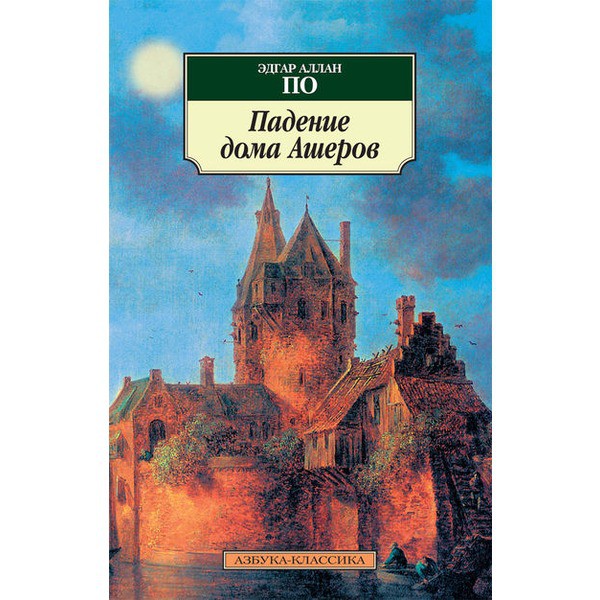 ЭДГАР АЛЛАН
ПО
Падение
дома Ашеров
АЗБУКА-КЛАССИКА